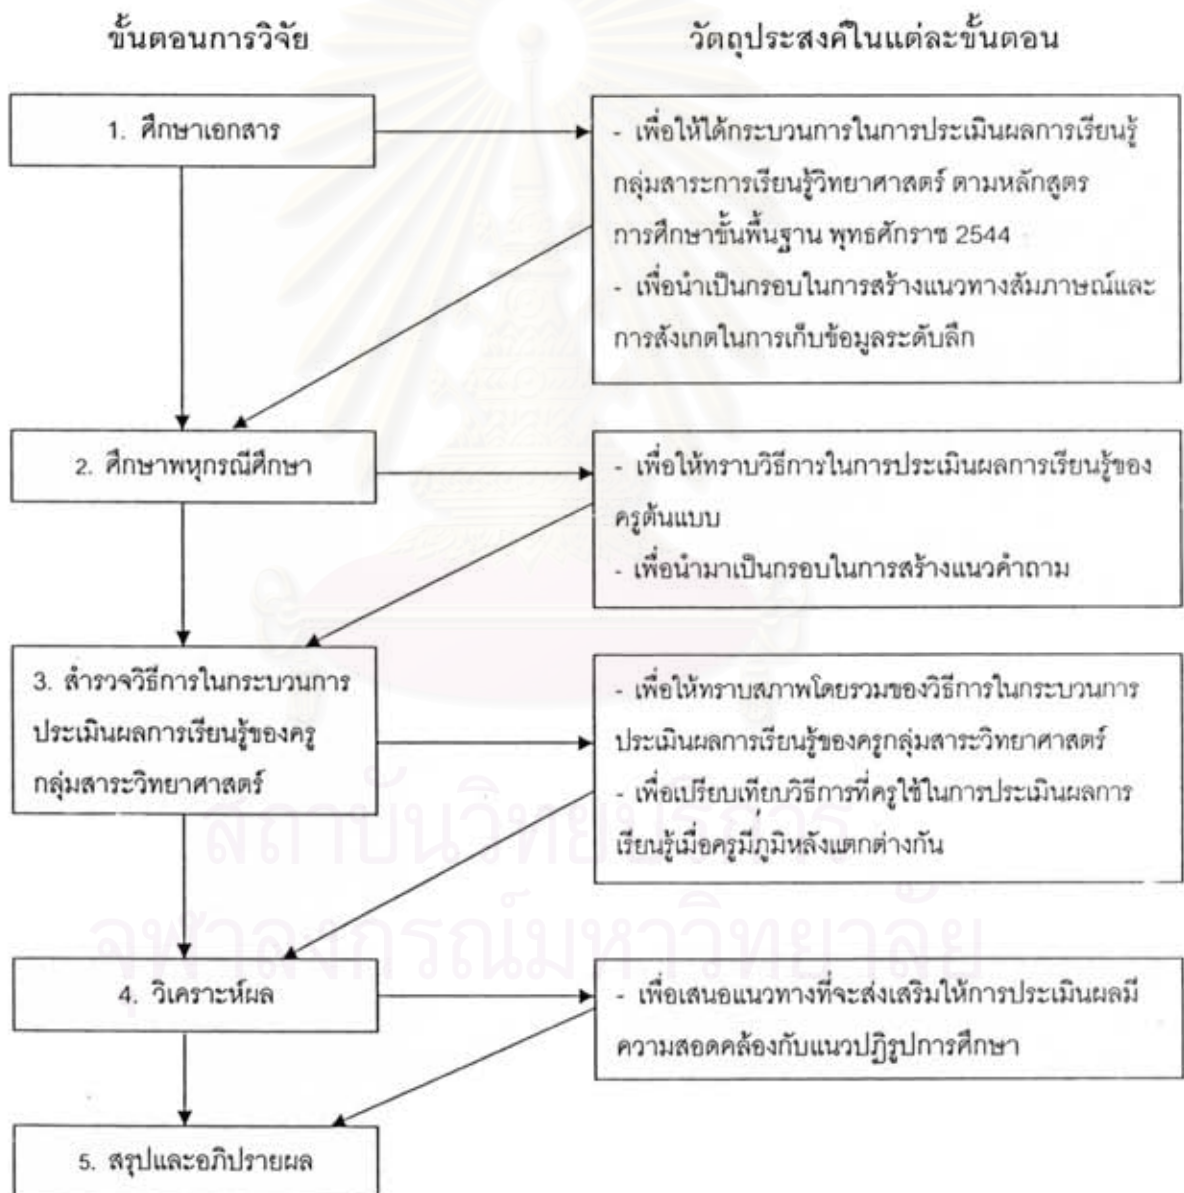 ขั้นตอนการวิจัย
วัตถุประสงค์ในแต่ละขั้นตอน
1. ศึกษาเอกสาร
- เพื่อให้ได้กระบวนการในการประเมินผลการเรียนรู้
กลุ่มสาระการเรียนรู้วิทยาศาสตร์ ตามหลักสูตร
การศึกษาขั้นพื้นฐาน พุทธศักราช 2544
- เพื่อนำเป็นกรอบในการสร้างแนวทางสัมภาษณ์และ
การสังเกตในการเก็บข้อมูลระดับลึก
2. ศึกษาพหุกรณีศึกษา
- เพื่อให้ทราบวิธีการในการประเมินผลการเรียนรู้ของ
ครูต้นแบบ
- เพื่อนำมาเป็นกรอบในการสร้างแนวคำถาม
3. สำรวจวิธีการในกระบวนการ
ประเมินผลการเรียนรู้ของครู
กลุ่มสาระวิทยาศาสตร์
- เพื่อให้ทราบสภาพโดยรวมของวิธีการในกระบวนการ
ประเมินผลการเรียนรู้ของครูกลุ่มสาระวิทยาศาสตร์
- เพื่อเปรียบเทียบวิธีการที่ครูใช้ในการประเมินผลการ
เรียนรู้เมื่อครูมีภูมิหลังแตกต่างกัน
สถาบันวิทยบริการ
จุฬาลงกรณ์มหาวิทยาลัย
4. วิเคราะห์ผล
- เพื่อเสนอแนวทางที่จะส่งเสริมให้การประเมินผลมี
ความสอดคล้องกับแนวปฏิรูปการศึกษา
5. สรุปและอภิปรายผล